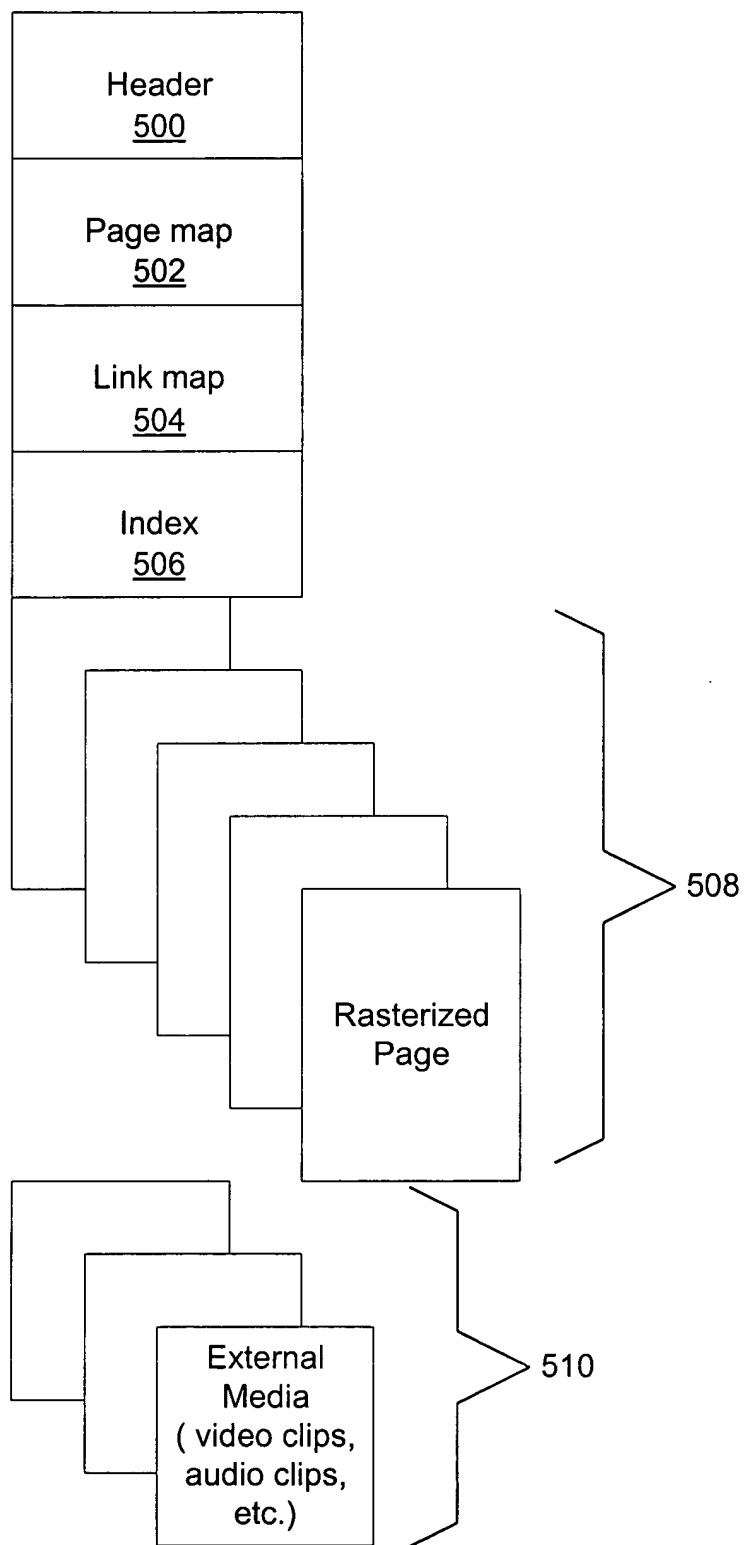 Header
500
Page map
502
Link map
504
Index
506
508
Rasterized
Page
External
Media
( video clips,
audio clips,
etc.)
510